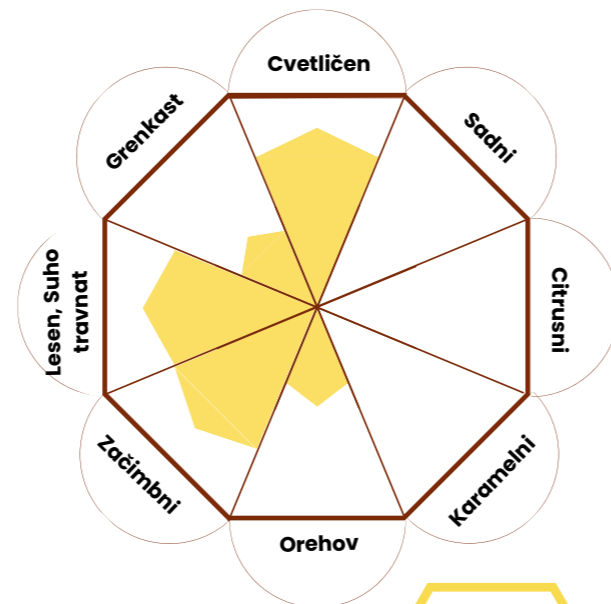 Cvetličen
Sadni
Citrusni
Karamelni
Orehov
Začimbni
Lesen, Suho
travnat
Grenkast